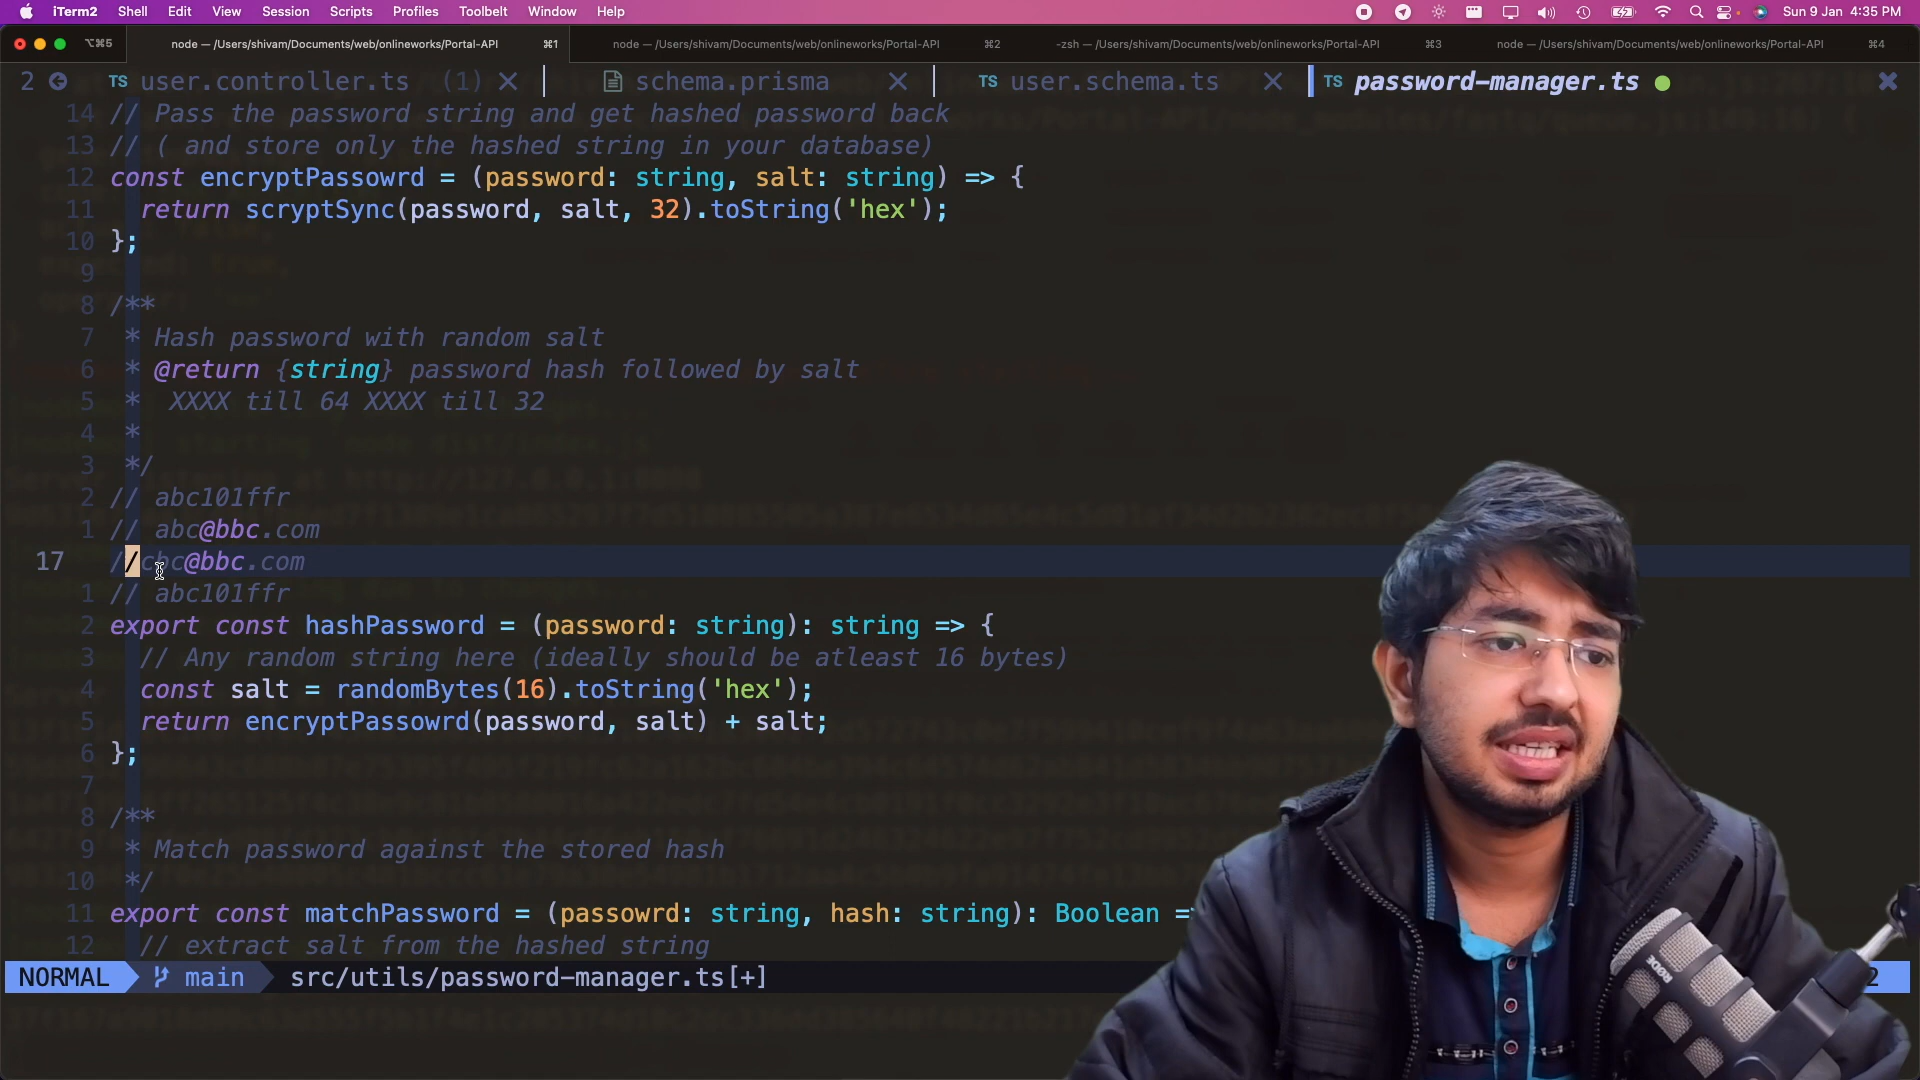 iTerm2 Shell Edit View Session Scripts Profiles Toolbelt Window Help Sun 9 Jan 4:35 PM
⌥⌘5 node — /Users/shivam/Documents/web/onlineworks/Portal-API ⌘1 node — /Users/shivam/Documents/web/onlineworks/Portal-API ⌘2 -zsh — /Users/shivam/Documents/web/onlineworks/Portal-API ⌘3 node — /Users/shivam/Documents/web/onlineworks/Portal-API ⌘4
2 TS user.controller.ts (1) schema.prisma TS user.schema.ts TS password-manager.ts
14 // Pass the password string and get hashed password back
13 // ( and store only the hashed string in your database)
12 const encryptPassowrd = (password: string, salt: string) => {
11 return scryptSync(password, salt, 32).toString('hex');
10 };
9
8 /**
7 * Hash password with random salt
6 * @return {string} password hash followed by salt
5 * XXXX till 64 XXXX till 32
4 *
3 */
2 // abc101ffr
1 // abc@bbc.com
17 //cbc@bbc.com
1 // abc101ffr
2 export const hashPassword = (password: string): string => {
3 // Any random string here (ideally should be atleast 16 bytes)
4 const salt = randomBytes(16).toString('hex');
5 return encryptPassowrd(password, salt) + salt;
6 };
7
8 /**
9 * Match password against the stored hash
10 */
11 export const matchPassword = (passowrd: string, hash: string): Boolean =
12 // extract salt from the hashed string
NORMAL main src/utils/password-manager.ts[+] 2
RØDE